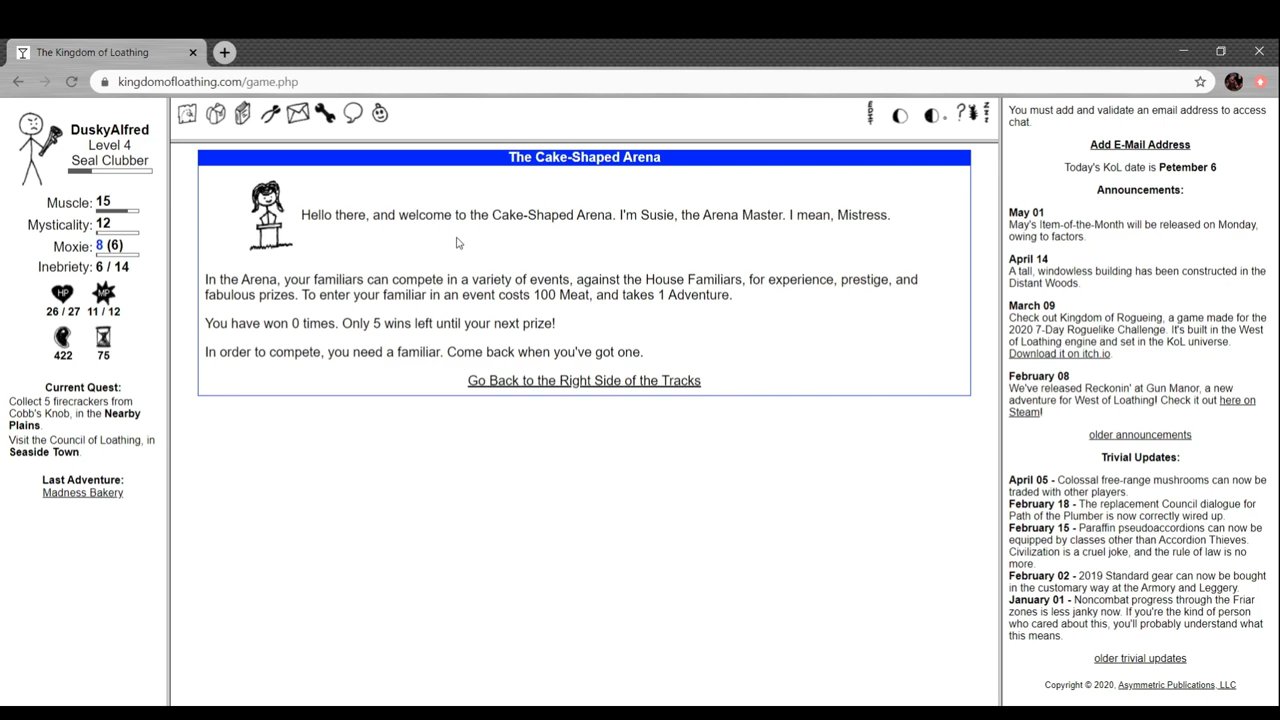 The Kingdom of Loathing
kingdomofloathing.com/game.php
DuskyAlfred
Level 4
Seal Clubber
Muscle: 15
Mysticality: 12
Moxie: 8 (6)
Inebriety: 6 / 14
HP
MP
26 / 27
11 / 12
422
75
Current Quest:
Collect 5 firecrackers from
Cobb's Knob, in the Nearby
Plains.
Visit the Council of Loathing, in
Seaside Town.
Last Adventure:
Madness Bakery
The Cake-Shaped Arena
Hello there, and welcome to the Cake-Shaped Arena. I'm Susie, the Arena Master. I mean, Mistress.
In the Arena, your familiars can compete in a variety of events, against the House Familiars, for experience, prestige, and
fabulous prizes. To enter your familiar in an event costs 100 Meat, and takes 1 Adventure.
You have won 0 times. Only 5 wins left until your next prize!
In order to compete, you need a familiar. Come back when you've got one.
Go Back to the Right Side of the Tracks
You must add and validate an email address to access
chat.
Add E-Mail Address
Today's KoL date is Petember 6
Announcements:
May 01
May's Item-of-the-Month will be released on Monday,
owing to factors.
April 14
A tall, windowless building has been constructed in the
Distant Woods.
March 09
Check out Kingdom of Rogueing, a game made for the
2020 7-Day Roguelike Challenge. It's built in the West
of Loathing engine and set in the KoL universe.
Download it on itch.io.
February 08
We've released Reckonin' at Gun Manor, a new
adventure for West of Loathing! Check it out here on
Steam!
older announcements
Trivial Updates:
April 05 - Colossal free-range mushrooms can now be
traded with other players.
February 18 - The replacement Council dialogue for
Path of the Plumber is now correctly wired up.
February 15 - Paraffin pseudoaccordions can now be
equipped by classes other than Accordion Thieves.
Civilization is a cruel joke, and the rule of law is no
more.
February 02 - 2019 Standard gear can now be bought
in the customary way at the Armory and Leggery.
January 01 - Noncombat progress through the Friar
zones is less janky now. If you're the kind of person
who cared about this, you'll probably understand what
this means.
older trivial updates
Copyright © 2020, Asymmetric Publications, LLC